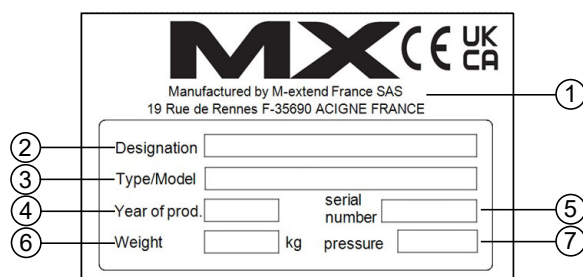 MX CE UK
CA
Manufactured by M-extend France SAS
1
19 Rue de Rennes F-35690 ACIGNE FRANCE
2 Designation
3 Type/Model
4 Year of prod. serial number 5
6 Weight kg pressure 7